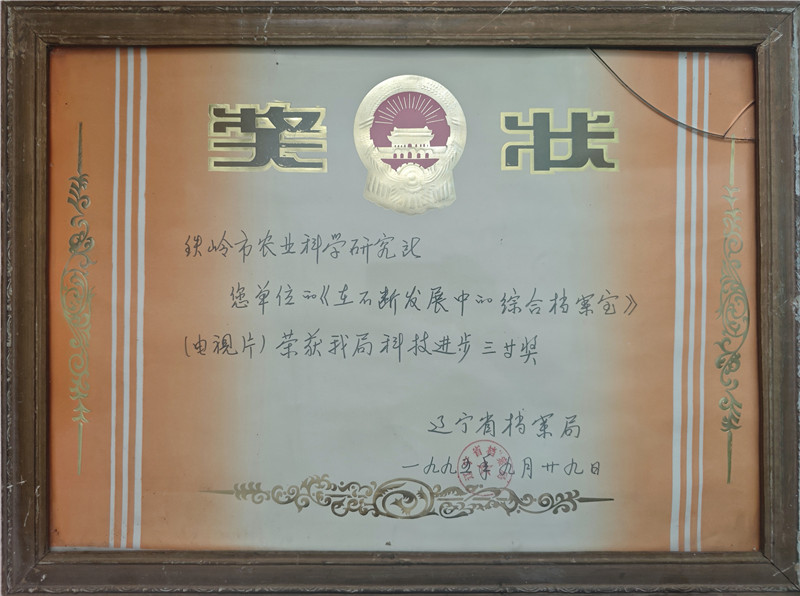 奖状
铁岭市农业科学研究所
您单位的《在不断发展中的综合档案室》
(电视片)荣获我局科技进步三等奖
辽宁省档案局
一九九五年九月廿九日